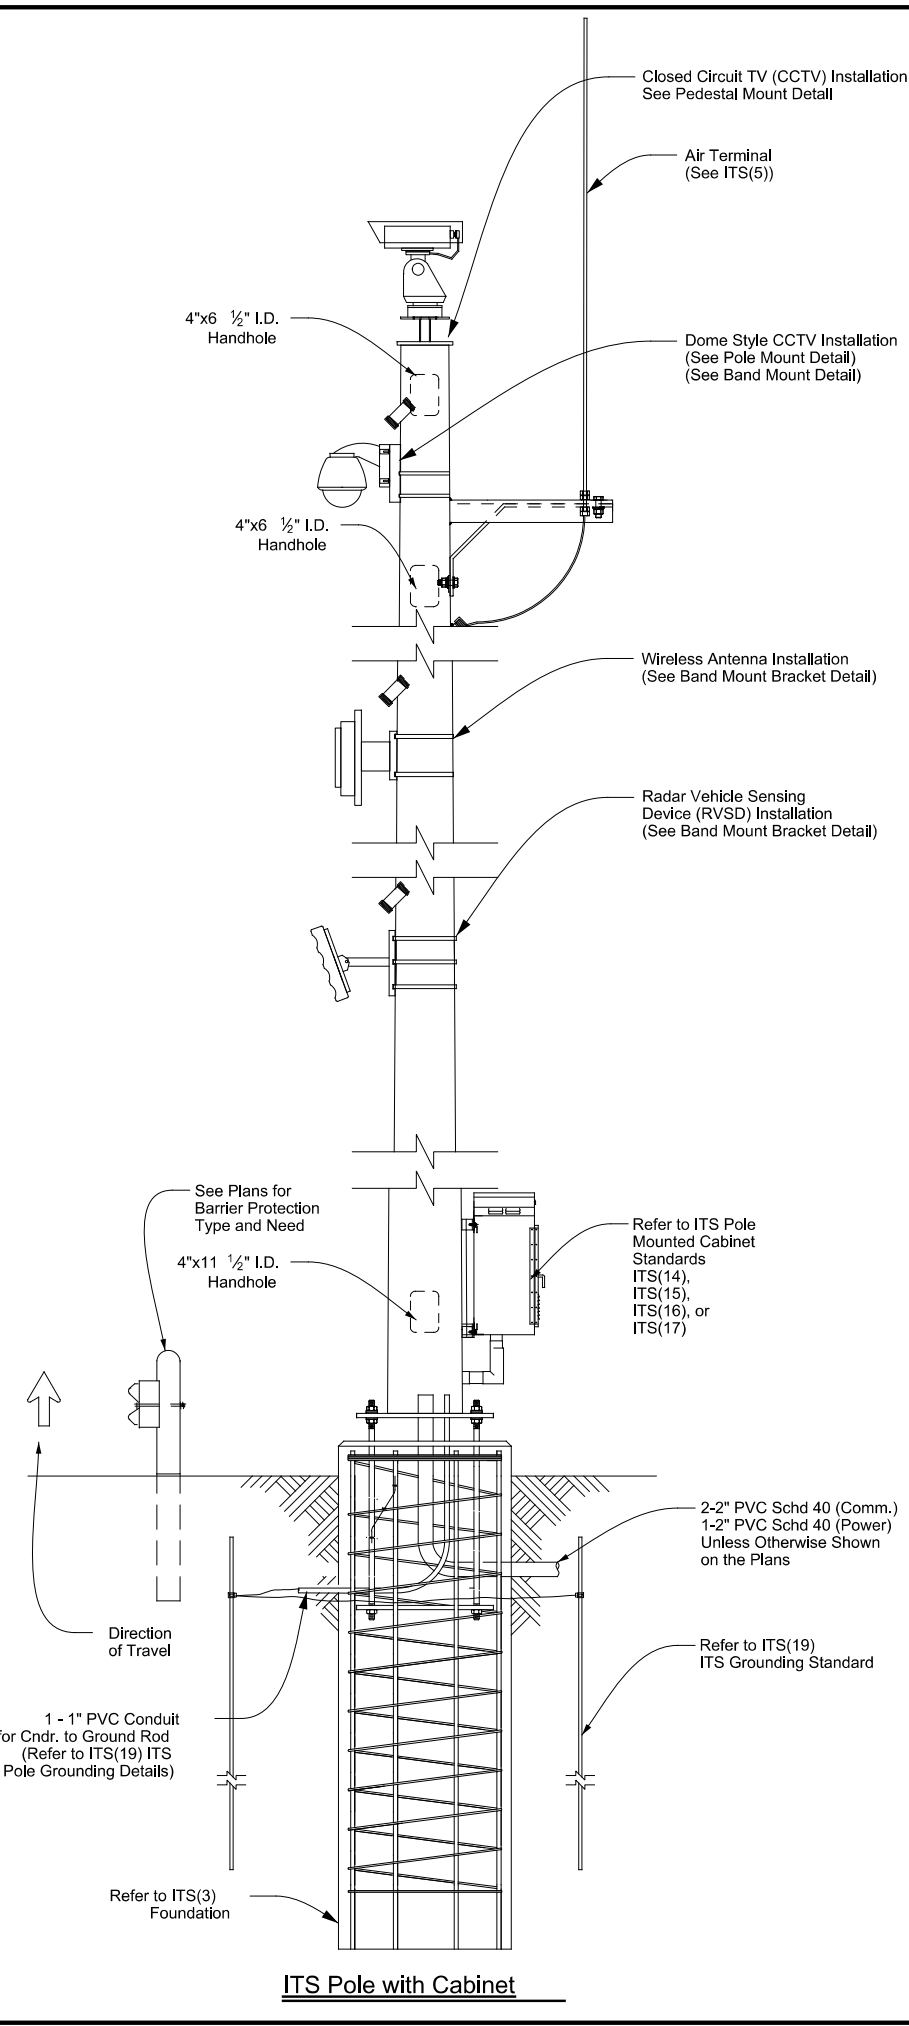 Closed Circuit TV (CCTV) Installation
See Pedestal Mount Detail
Air Terminal
(See ITS(5))
4"x6 ½" I.D.
Handhole
Dome Style CCTV Installation
(See Pole Mount Detail)
(See Band Mount Detail)
4"x6 ½" I.D.
Handhole
Wireless Antenna Installation
(See Band Mount Bracket Detail)
Radar Vehicle Sensing
Device (RVSD) Installation
(See Band Mount Bracket Detail)
See Plans for
Barrier Protection
Type and Need
4"x11 ½" I.D.
Handhole
Refer to ITS Pole
Mounted Cabinet
Standards
ITS(14),
ITS(15),
ITS(16), or
ITS(17)
2-2" PVC Schd 40 (Comm.)
1-2" PVC Schd 40 (Power)
Unless Otherwise Shown
on the Plans
Direction
of Travel
Refer to ITS(19)
ITS Grounding Standard
1 - 1" PVC Conduit
for Cndr. to Ground Rod
(Refer to ITS(19) ITS
Pole Grounding Details)
Refer to ITS(3)
Foundation
ITS Pole with Cabinet